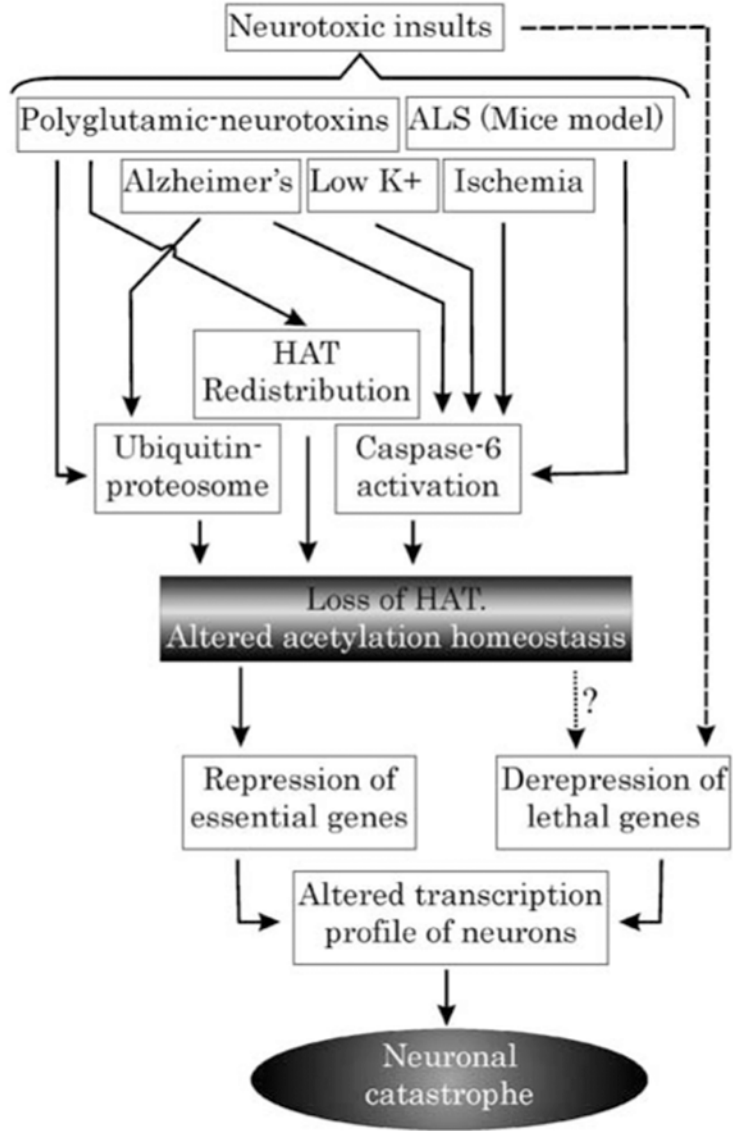 Neurotoxic insults
Polyglutamic-neurotoxins
ALS (Mice model)
Alzheimer's
Low K+
Ischemia
HAT
Redistribution
Ubiquitin-
proteosome
Caspase-6
activation
Loss of HAT.
Altered acetylation homeostasis
?
Repression of
essential genes
Derepression of
lethal genes
Altered transcription
profile of neurons
Neuronal
catastrophe